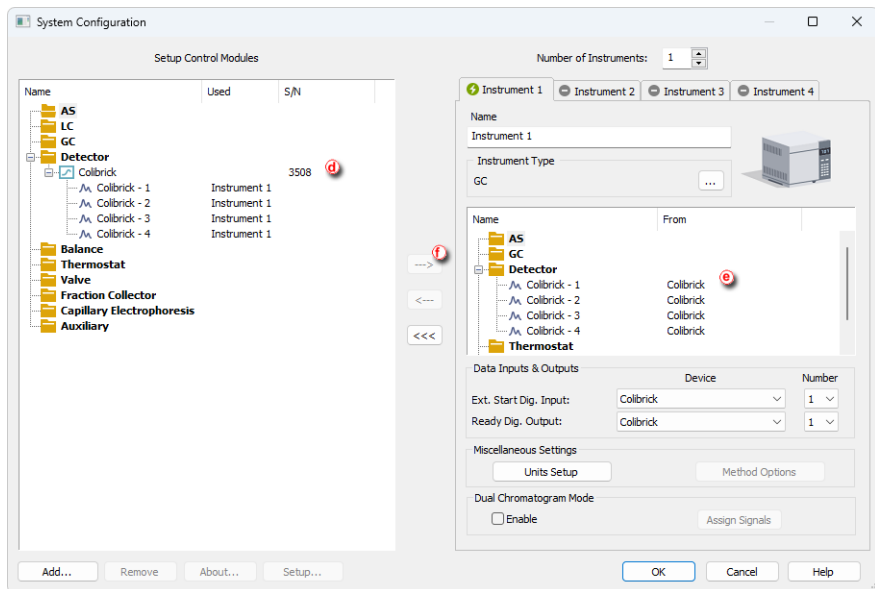 System Configuration
Setup Control Modules
Number of Instruments: 1
Name Used S/N
AS
LC
GC
Detector
Colibrick 3508 d
Colibrick - 1 Instrument 1
Colibrick - 2 Instrument 1
Colibrick - 3 Instrument 1
Colibrick - 4 Instrument 1
Balance
Thermostat
Valve
Fraction Collector
Capillary Electrophoresis
Auxiliary
Add... Remove About... Setup...
f
--->
<---
<<<
Instrument 1 Instrument 2 Instrument 3 Instrument 4
Name
Instrument 1
Instrument Type
GC ...
Name From
AS
GC
Detector
Colibrick - 1 Colibrick e
Colibrick - 2 Colibrick
Colibrick - 3 Colibrick
Colibrick - 4 Colibrick
Thermostat
Data Inputs & Outputs
Device Number
Ext. Start Dig. Input: Colibrick 1
Ready Dig. Output: Colibrick 1
Miscellaneous Settings
Units Setup Method Options
Dual Chromatogram Mode
Enable Assign Signals
OK Cancel Help